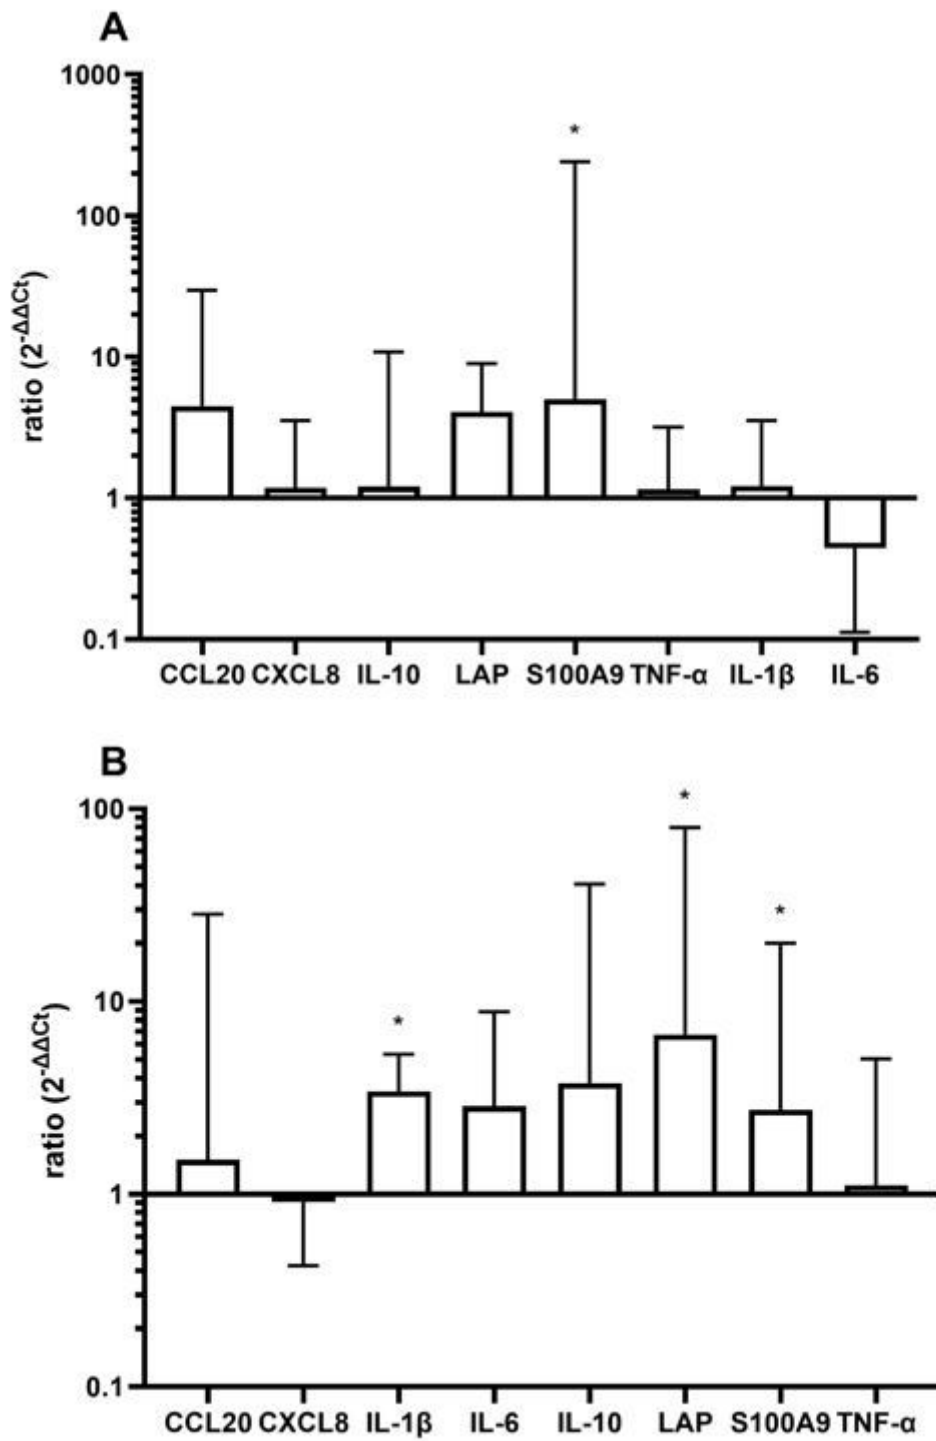 A
1000
*
100
10
1
0.1
ratio (2^-ΔΔCt)
CCL20 CXCL8 IL-10 LAP S100A9 TNF-α IL-1β IL-6
B
100
*
*
10
*
1
0.1
ratio (2^-ΔΔCt)
CCL20 CXCL8 IL-1β IL-6 IL-10 LAP S100A9 TNF-α